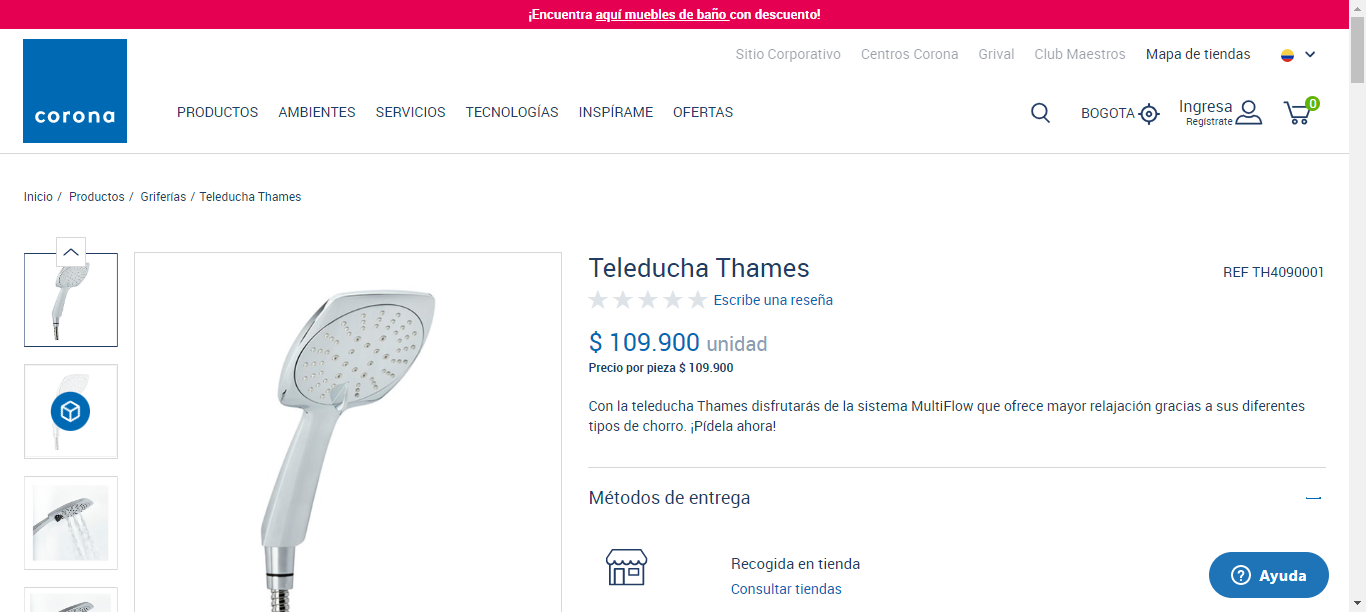 ¡Encuentra aquí muebles de baño con descuento!
Sitio Corporativo Centros Corona Grival Club Maestros Mapa de tiendas
corona
PRODUCTOS AMBIENTES SERVICIOS TECNOLOGÍAS INSPÍRAME OFERTAS
BOGOTA
Ingresa
Regístrate
0
Inicio / Productos / Griferías / Teleducha Thames
Teleducha Thames
REF TH4090001
Escribe una reseña
$ 109.900 unidad
Precio por pieza $ 109.900
Con la teleducha Thames disfrutarás de la sistema MultiFlow que ofrece mayor relajación gracias a sus diferentes
tipos de chorro. ¡Pídela ahora!
Métodos de entrega
Recogida en tienda
Consultar tiendas
Ayuda